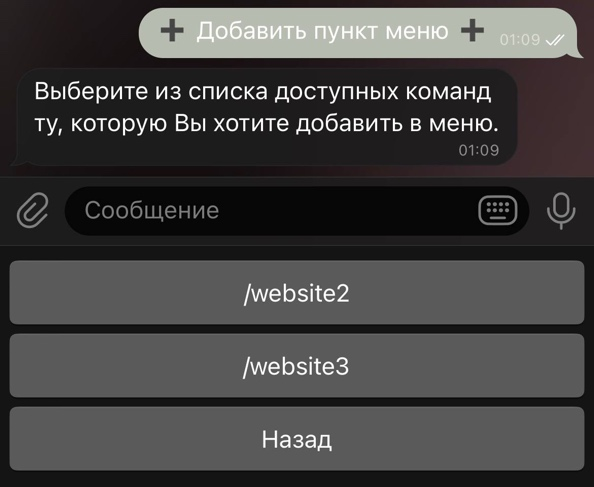 ➕ Добавить пункт меню ➕ 01:09
Выберите из списка доступных команд
ту, которую Вы хотите добавить в меню.
01:09
Сообщение
/website2
/website3
Назад